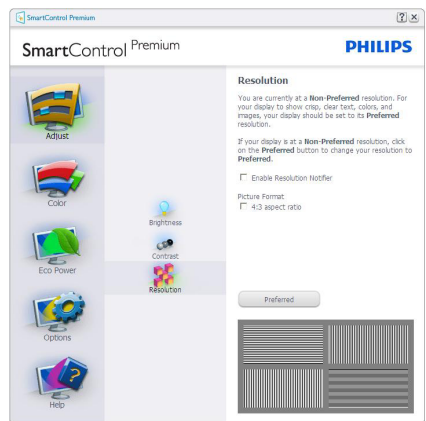 SmartControl Premium
SmartControl Premium
PHILIPS
Adjust
Color
Eco Power
Options
Help
Brightness
Contrast
Resolution
Resolution
You are currently at a Non-Preferred resolution. For
your display to show crisp, clear text, colors, and
images, your display should be set to its Preferred
resolution.
If your display is at a Non-Preferred resolution, click
on the Preferred button to change your resolution to
Preferred.
Enable Resolution Notifier
Picture Format
4:3 aspect ratio
Preferred